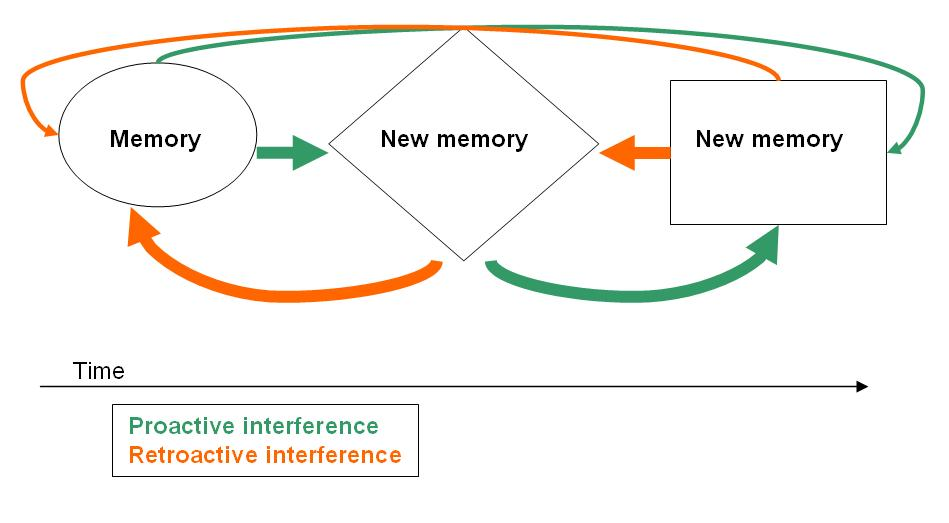 Memory
New memory
New memory
Time
Proactive interference
Retroactive interference